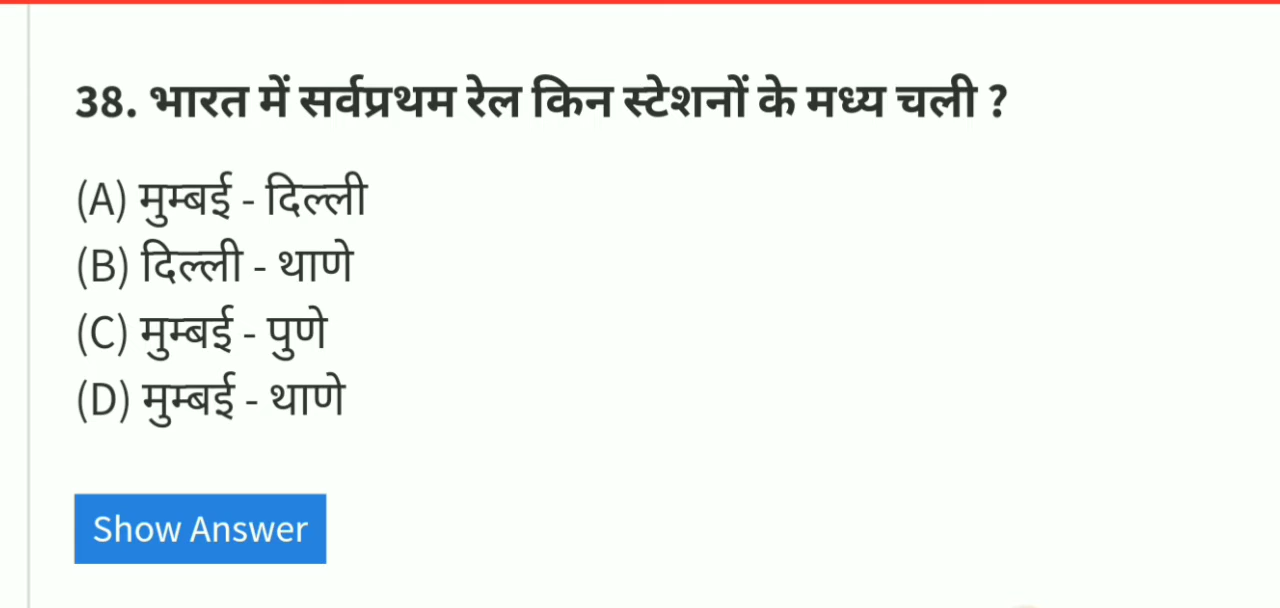 38. भारत में सर्वप्रथम रेल किन स्टेशनों के मध्य चली ?
(A) मुम्बई - दिल्ली
(B) दिल्ली - थाणे
(C) मुम्बई - पुणे
(D) मुम्बई - थाणे
Show Answer